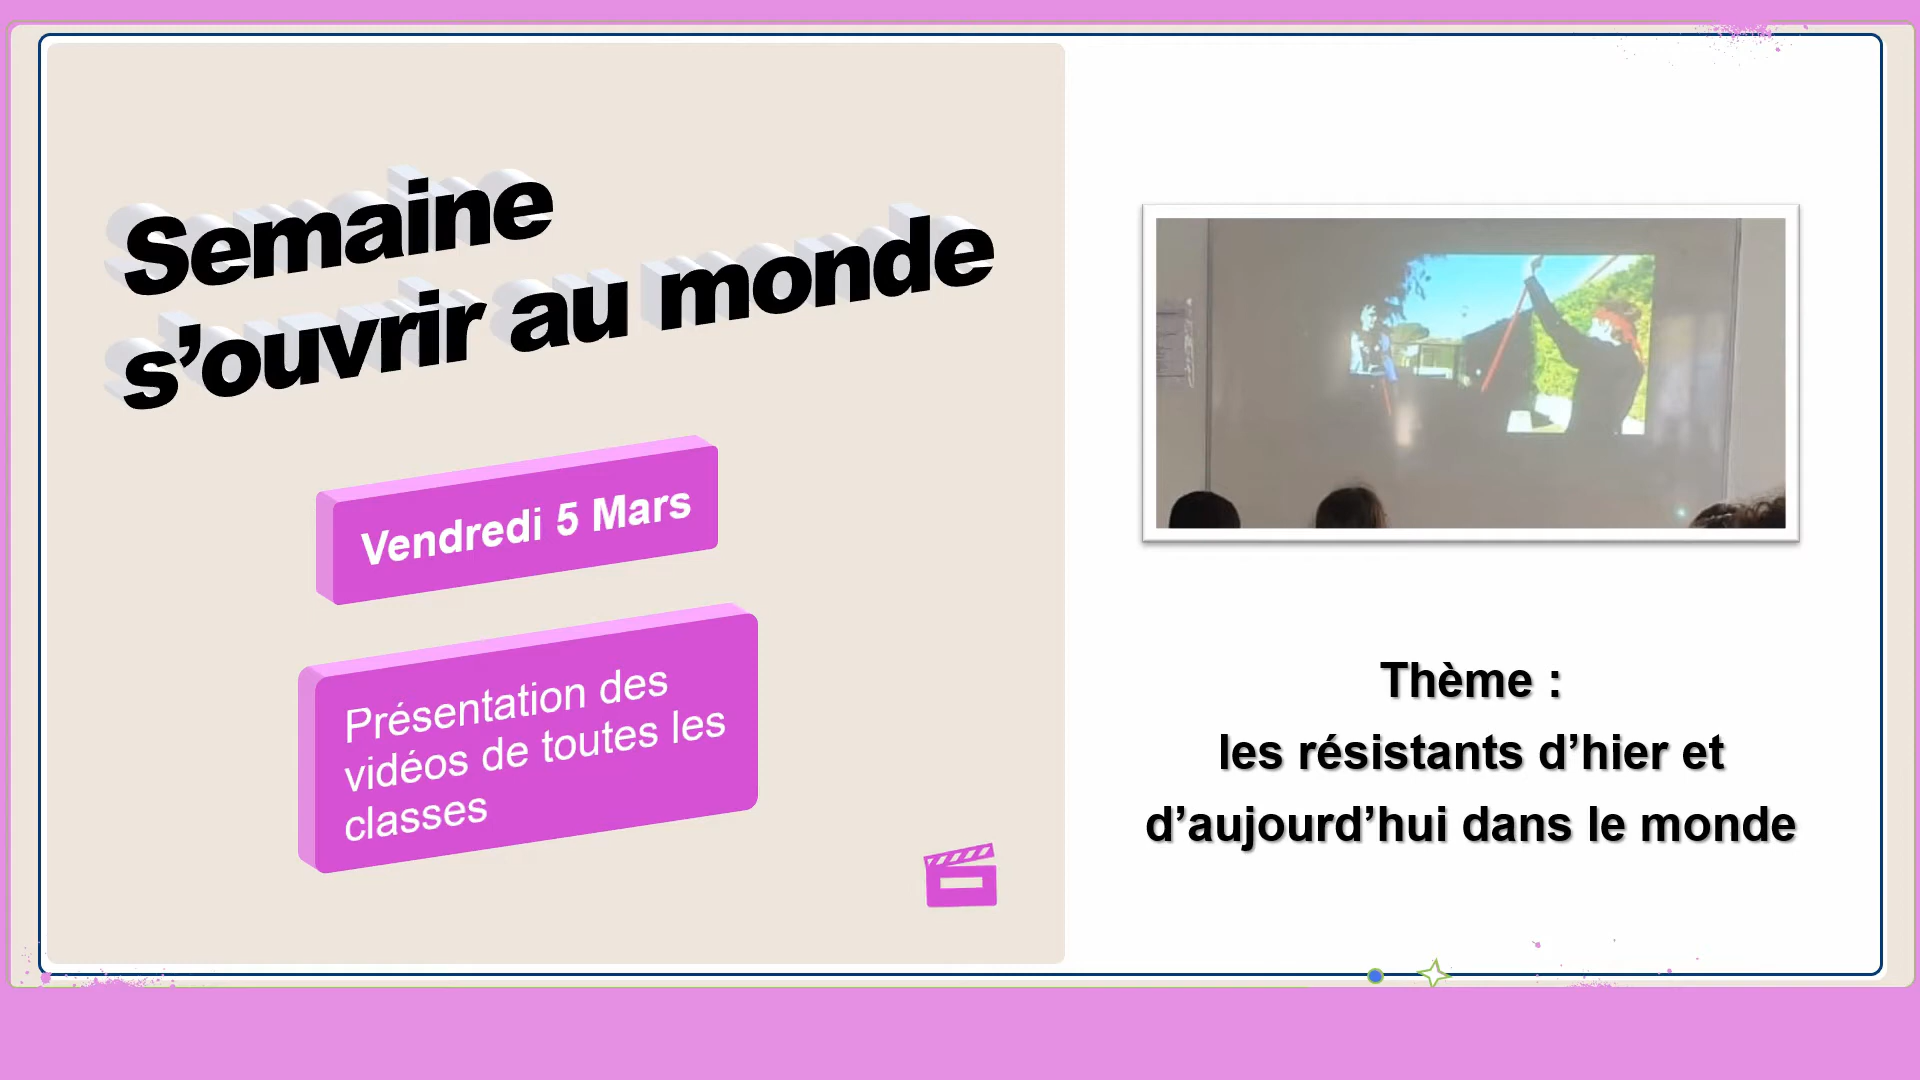 Semaine
s’ouvrir au monde
Vendredi 5 Mars
Présentation des
vidéos de toutes les
classes
Thème :
les résistants d’hier et
d’aujourd’hui dans le monde